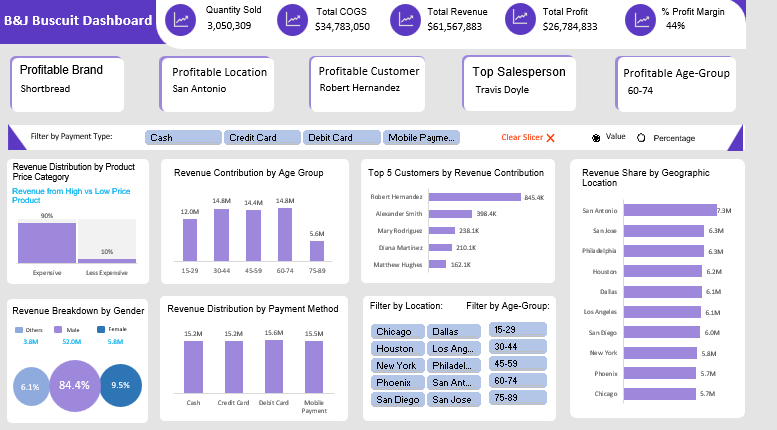 B&J Buscuit Dashboard
Quantity Sold
3,050,309
Total COGS
$34,783,050
Total Revenue
$61,567,883
Total Profit
$26,784,833
% Profit Margin
44%
Profitable Brand
Shortbread
Profitable Location
San Antonio
Profitable Customer
Robert Hernandez
Top Salesperson
Travis Doyle
Profitable Age-Group
60-74
Filter by Payment Type:
Cash
Credit Card
Debit Card
Mobile Payme...
Clear Slicer
Value
Percentage
Revenue Distribution by Product
Price Category
Revenue from High vs Low Price
Product
90%
10%
Expensive
Less Expensive
Revenue Contribution by Age Group
12.0M
14.8M
14.4M
14.8M
5.6M
15-29
30-44
45-59
60-74
75-89
Top 5 Customers by Revenue Contribution
Robert Hernandez
845.4K
Alexander Smith
398.4K
Mary Rodriguez
238.1K
Diana Martinez
210.1K
Matthew Hughes
162.1K
Revenue Share by Geographic
Location
San Antonio
7.3M
San Jose
6.3M
Philadelphia
6.3M
Houston
6.2M
Dallas
6.1M
Los Angeles
6.1M
San Diego
6.0M
New York
5.8M
Phoenix
5.7M
Chicago
5.7M
Revenue Breakdown by Gender
Others
Male
Female
3.8M
52.0M
5.8M
6.1%
84.4%
9.5%
Revenue Distribution by Payment Method
15.2M
15.2M
15.6M
15.5M
Cash
Credit Card
Debit Card
Mobile
Payment
Filter by Location:
Chicago
Dallas
Houston
Los Ang...
New York
Philadel...
Phoenix
San Ant...
San Diego
San Jose
Filter by Age-Group:
15-29
30-44
45-59
60-74
75-89